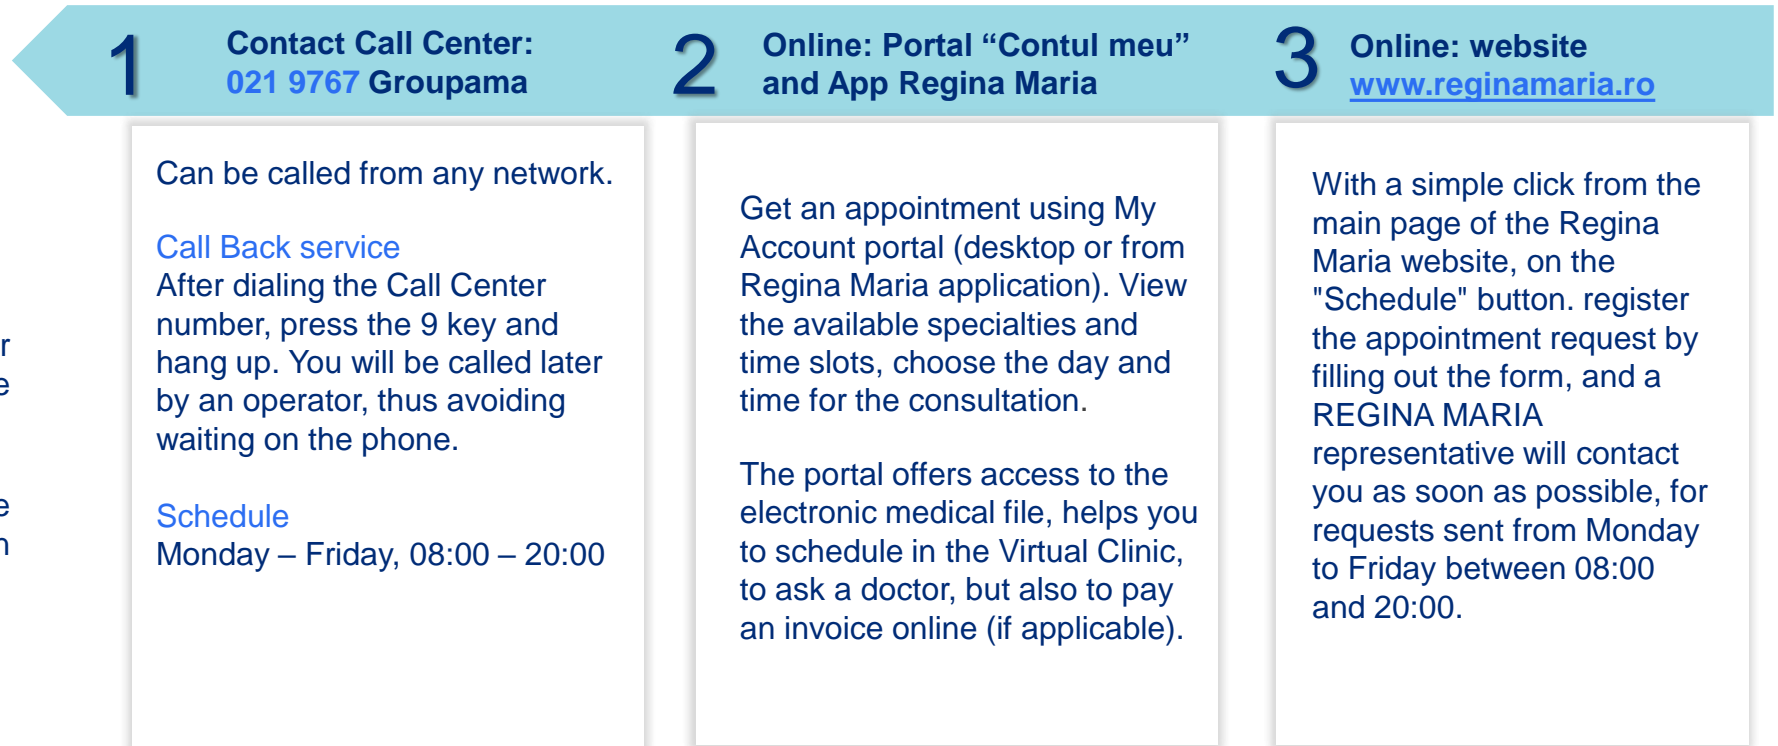 1
Contact Call Center:
021 9767 Groupama
Can be called from any network.
Call Back service
After dialing the Call Center
number, press the 9 key and
hang up. You will be called later
by an operator, thus avoiding
waiting on the phone.
Schedule
Monday – Friday, 08:00 – 20:00
2
Online: Portal “Contul meu”
and App Regina Maria
Get an appointment using My
Account portal (desktop or from
Regina Maria application). View
the available specialties and
time slots, choose the day and
time for the consultation.
The portal offers access to the
electronic medical file, helps you
to schedule in the Virtual Clinic,
to ask a doctor, but also to pay
an invoice online (if applicable).
3
Online: website
www.reginamaria.ro
With a simple click from the
main page of the Regina
Maria website, on the
"Schedule" button. register
the appointment request by
filling out the form, and a
REGINA MARIA
representative will contact
you as soon as possible, for
requests sent from Monday
to Friday between 08:00
and 20:00.